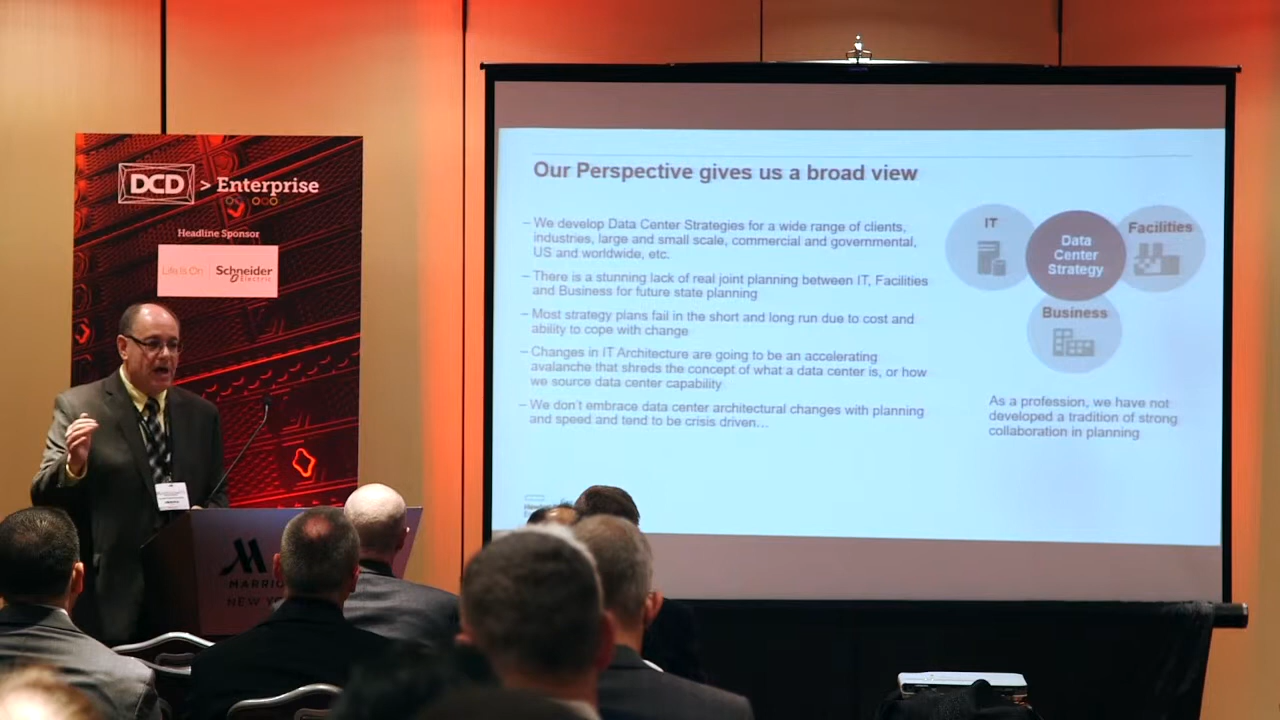 DCD > Enterprise
Headline Sponsor
Life Is On | Schneider
Electric
MARRIO
NEW YO
Our Perspective gives us a broad view
– We develop Data Center Strategies for a wide range of clients,
industries, large and small scale, commercial and governmental,
US and worldwide, etc.
– There is a stunning lack of real joint planning between IT, Facilities
and Business for future state planning
– Most strategy plans fail in the short and long run due to cost and
ability to cope with change
– Changes in IT Architecture are going to be an accelerating
avalanche that shreds the concept of what a data center is, or how
we source data center capability
– We don't embrace data center architectural changes with planning
and speed and tend to be crisis driven…
IT
Data
Center
Strategy
Facilities
Business
As a profession, we have not
developed a tradition of strong
collaboration in planning